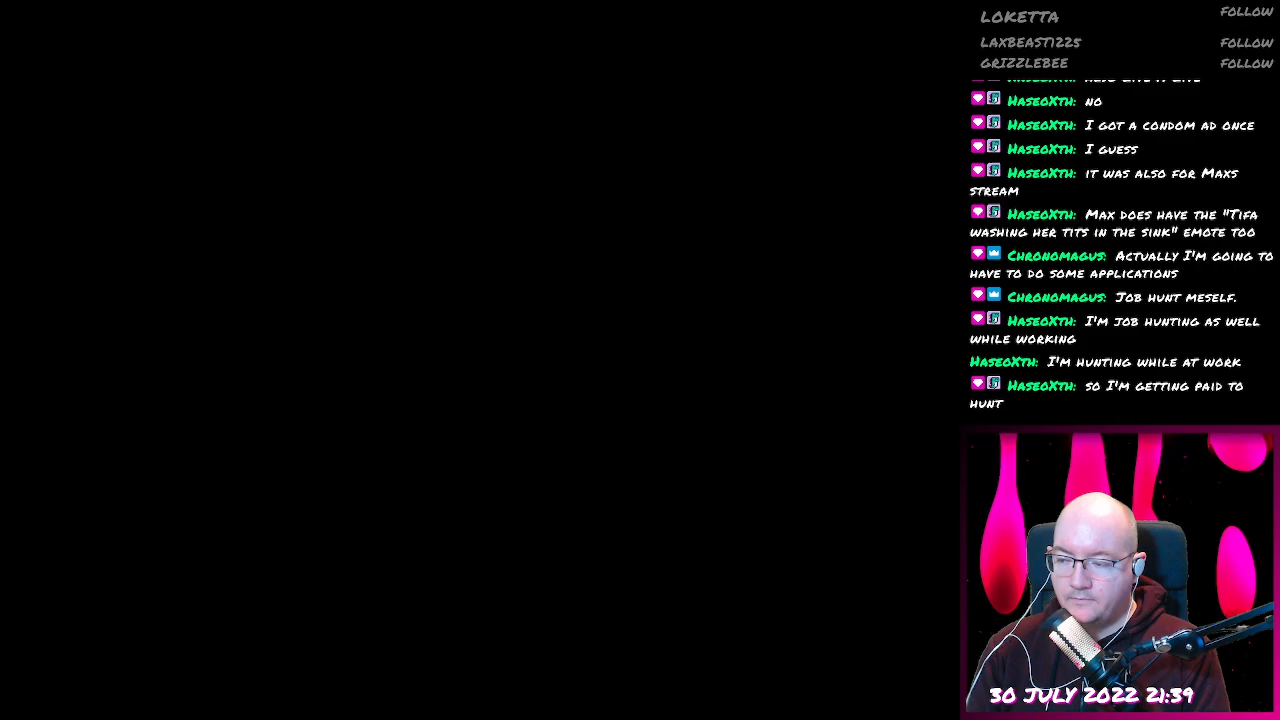 LOKETTA FOLLOW
LAXBEAST1225 FOLLOW
GRIZZLEBEE FOLLOW
HASEOXTH: NO
HASEOXTH: I GOT A CONDOM AD ONCE
HASEOXTH: I GUESS
HASEOXTH: IT WAS ALSO FOR MAXS
STREAM
HASEOXTH: MAX DOES HAVE THE "TIFA
WASHING HER TITS IN THE SINK" EMOTE TOO
CHRONOMAGUS: ACTUALLY I'M GOING TO
HAVE TO DO SOME APPLICATIONS
CHRONOMAGUS: JOB HUNT MESELF.
HASEOXTH: I'M JOB HUNTING AS WELL
WHILE WORKING
HASEOXTH: I'M HUNTING WHILE AT WORK
HASEOXTH: SO I'M GETTING PAID TO
HUNT
30 JULY 2022 21:39